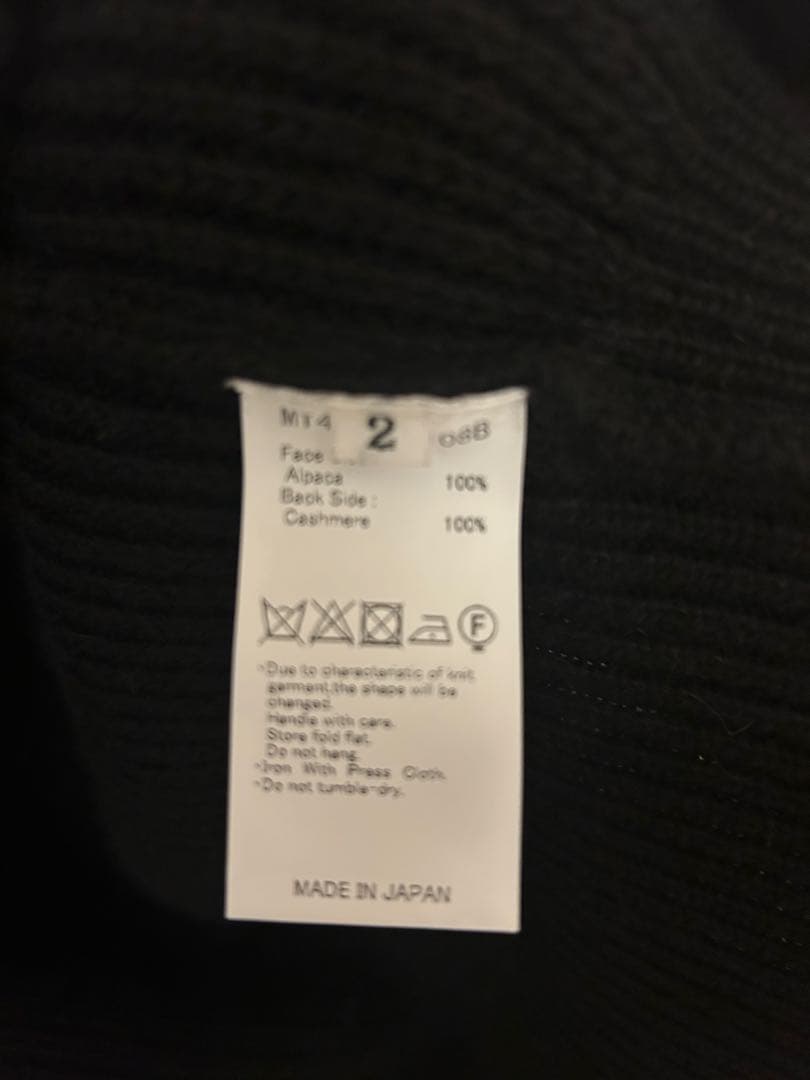 2
Face
Alpaca 100%
Back Side :
Cashmere 100%
F
・Due to characteristic of knit
garment,the shape will be
changed.
Handle with care.
Store fold flat.
Do not hang.
・Iron With Press Cloth.
・Do not tumble-dry.
MADE IN JAPAN